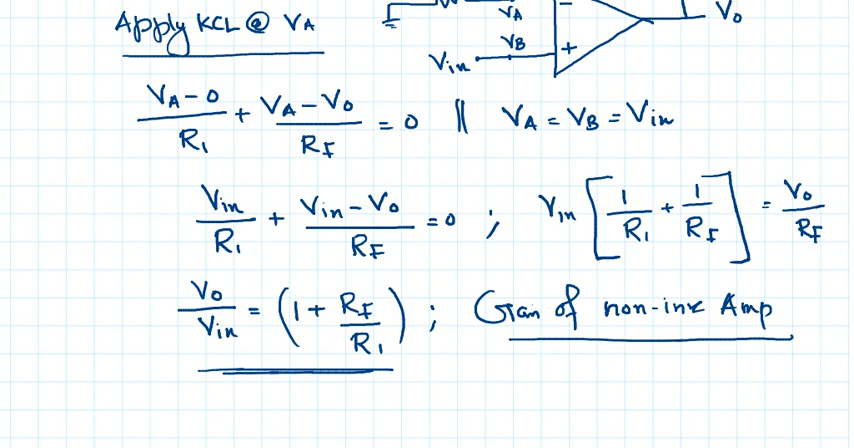 Apply KCL @ VA
VA
VB
Vin
Vo
−
+
(VA − 0)/R1 + (VA − Vo)/RF = 0 || VA = VB = Vin
Vin/R1 + (Vin − Vo)/RF = 0 ; Vin [1/R1 + 1/RF] = Vo/RF
Vo/Vin = (1 + RF/R1) ; Gain of non-inv Amp